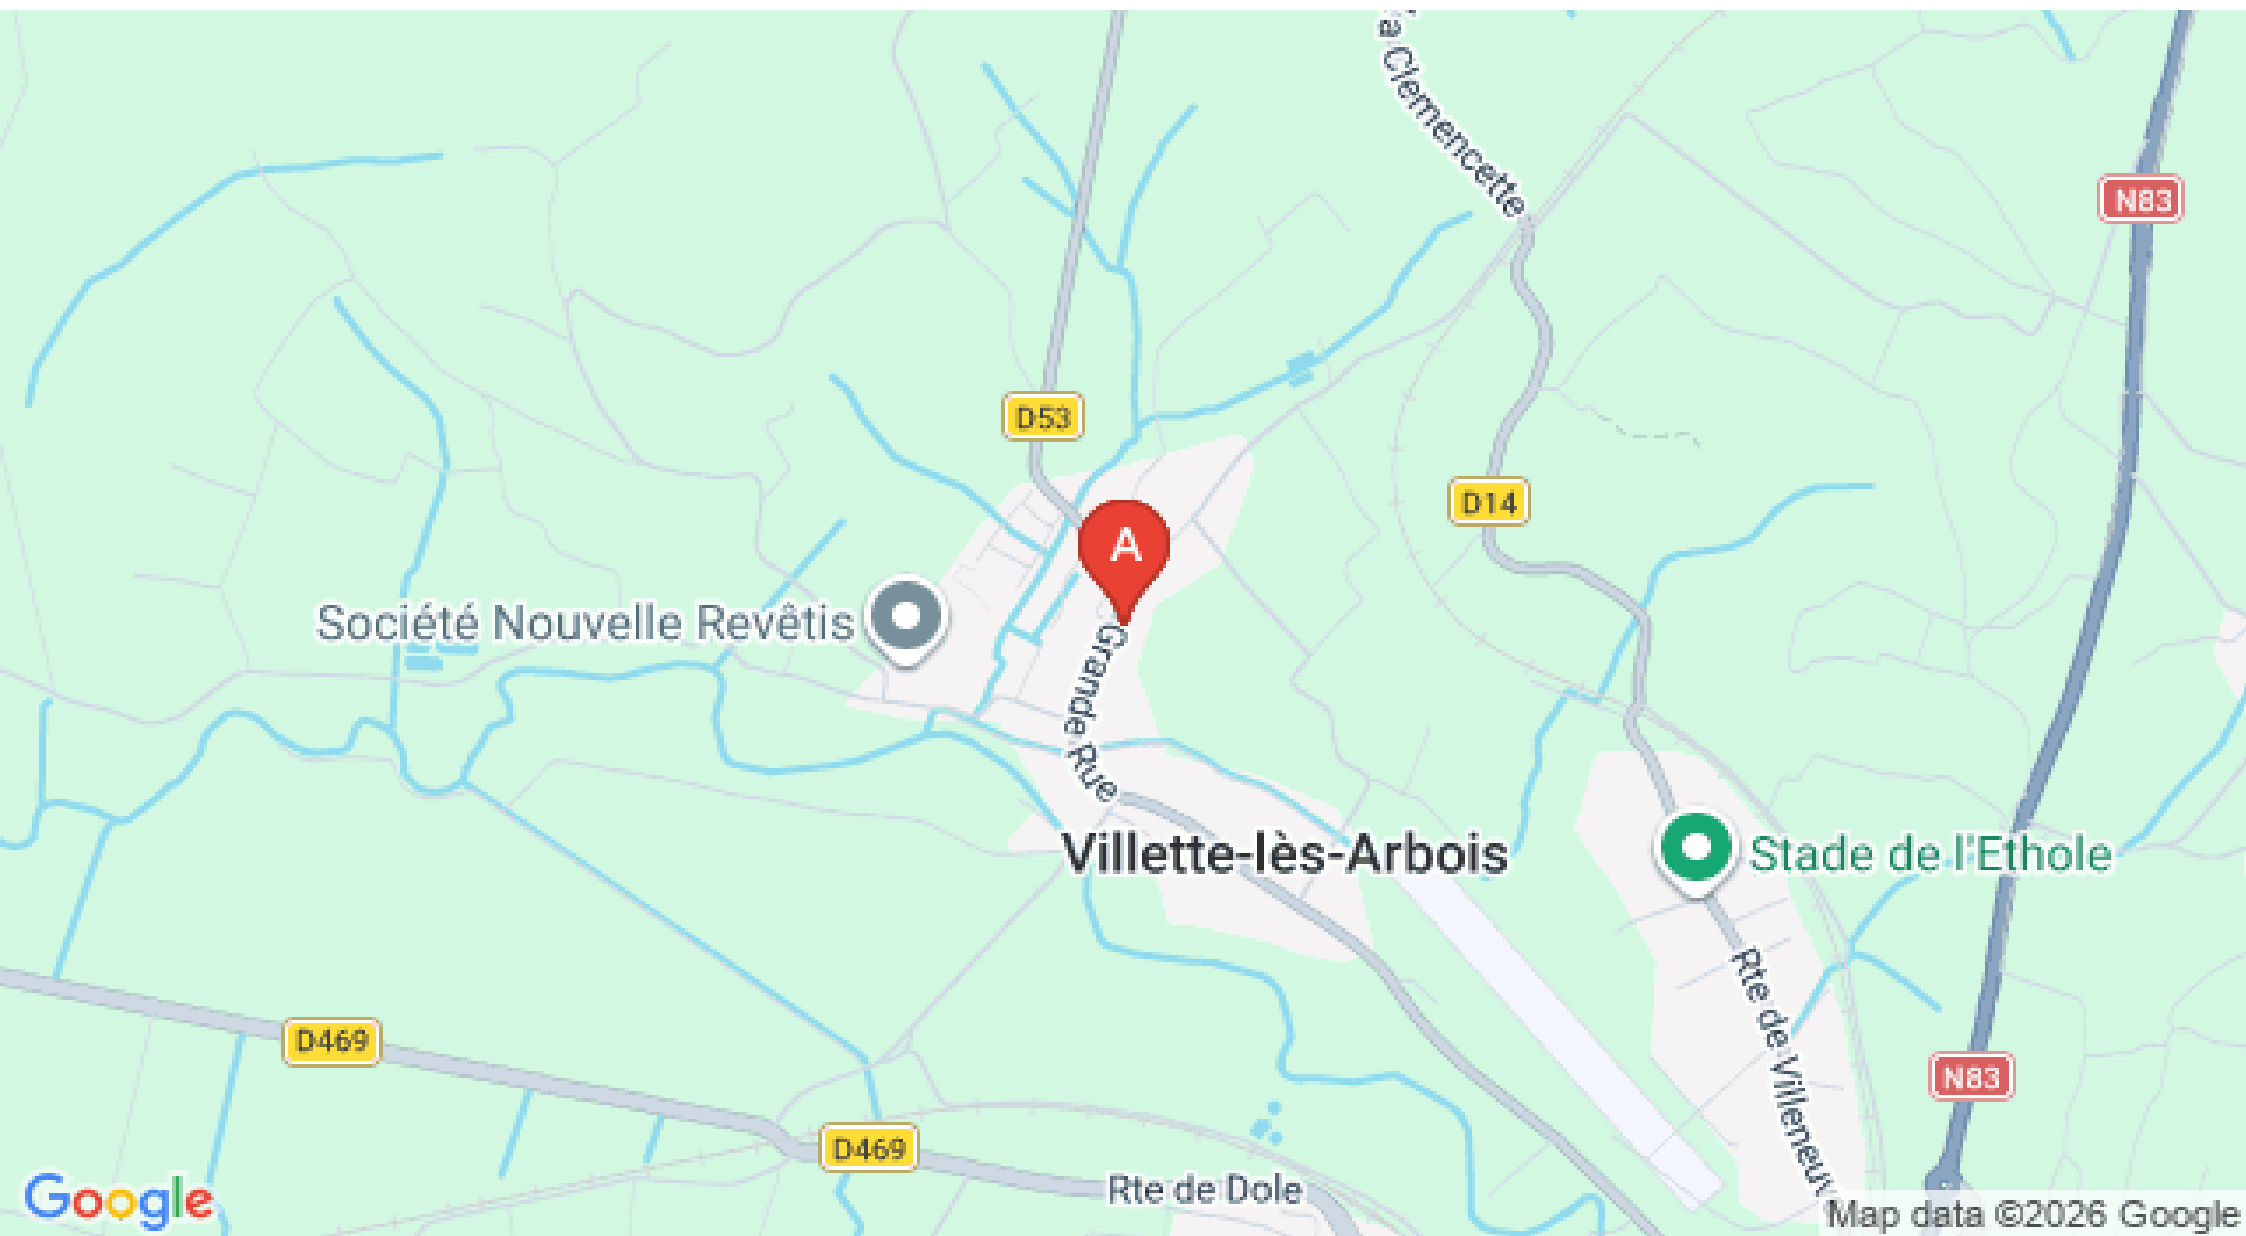 a Clemencette
N83
D53
D14
A
Société Nouvelle Revêtis
Grande Rue
Villette-lès-Arbois
Stade de l'Ethole
Rte de Villeneuv
D469
N83
D469
Rte de Dole
Google
Map data ©2026 Google